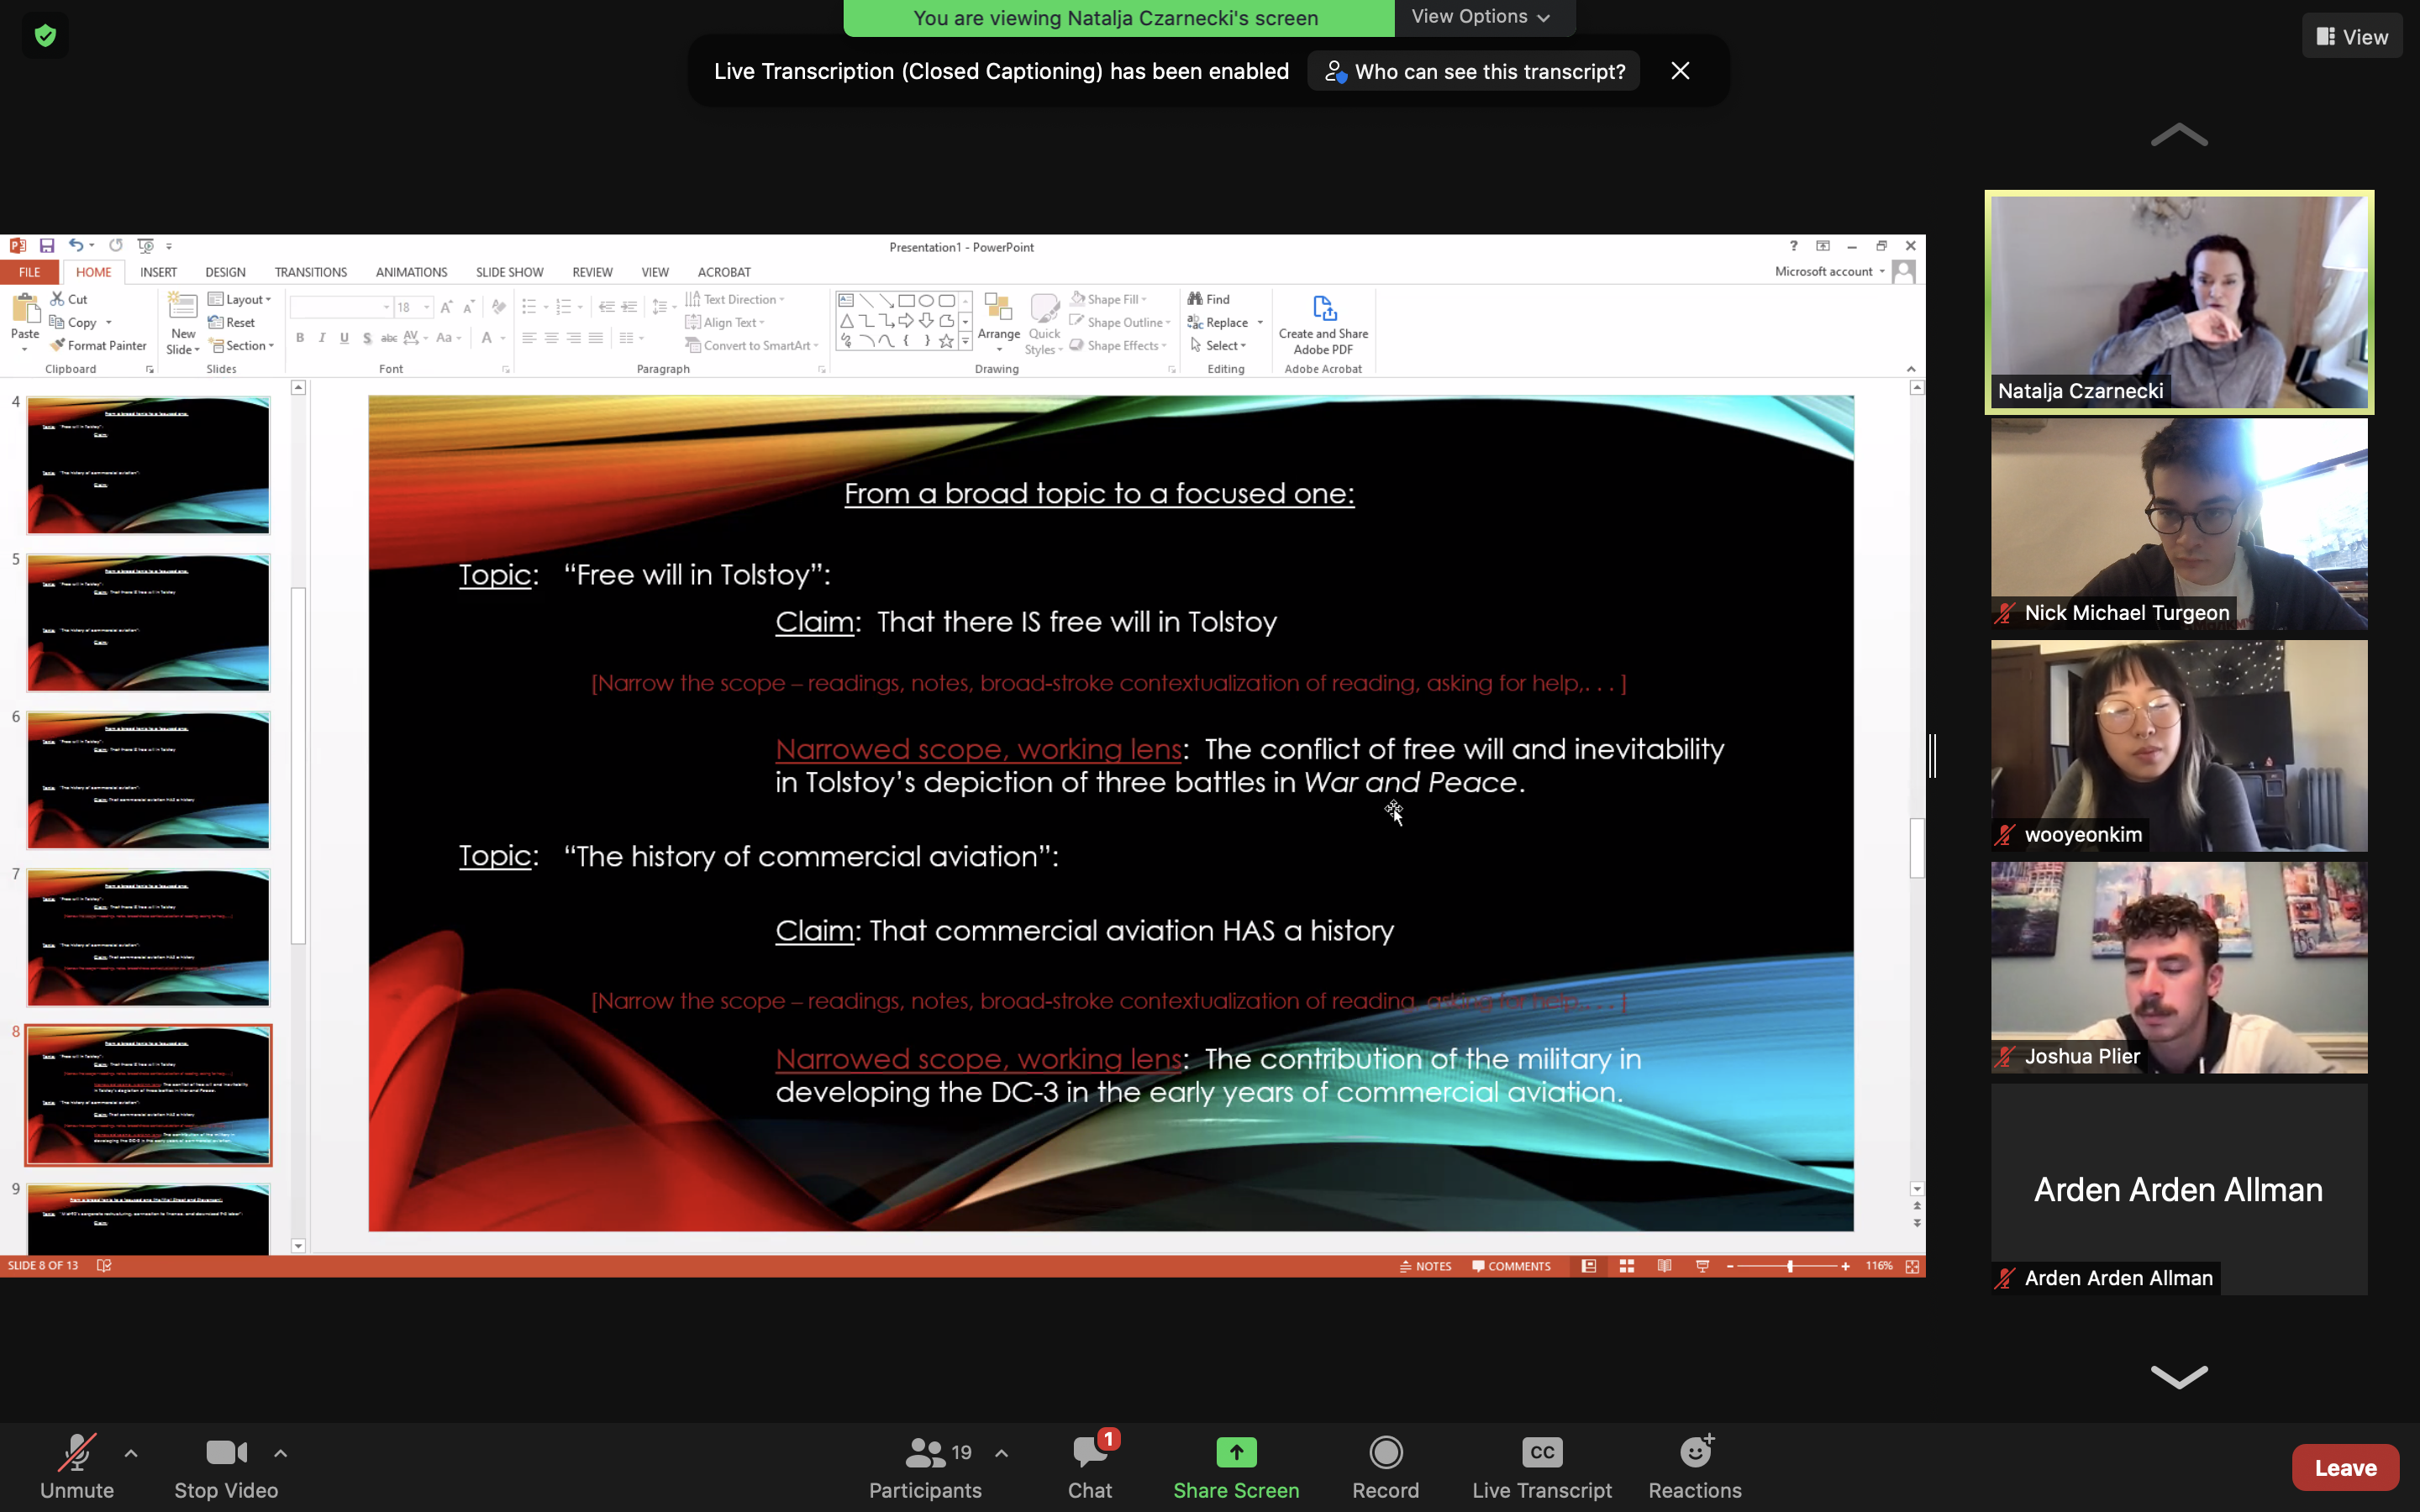 You are viewing Natalja Czarnecki's screen
View Options
View
Live Transcription (Closed Captioning) has been enabled
Who can see this transcript?
Presentation1 - PowerPoint
FILE HOME INSERT DESIGN TRANSITIONS ANIMATIONS SLIDE SHOW REVIEW VIEW ACROBAT
Microsoft account
Paste
Cut
Copy
Format Painter
Clipboard
New
Slide
Layout
Reset
Section
Slides
18
B I U S abc AV Aa A
Font
Text Direction
Align Text
Convert to SmartArt
Paragraph
Arrange
Quick
Styles
Shape Fill
Shape Outline
Shape Effects
Drawing
Find
Replace
Select
Editing
Create and Share
Adobe PDF
Adobe Acrobat
4
5
6
7
8
9
From a broad topic to a focused one:
Topic: “Free will in Tolstoy”:
Claim: That there IS free will in Tolstoy
[Narrow the scope – readings, notes, broad-stroke contextualization of reading, asking for help,. . . ]
Narrowed scope, working lens: The conflict of free will and inevitability
in Tolstoy’s depiction of three battles in War and Peace.
Topic: “The history of commercial aviation”:
Claim: That commercial aviation HAS a history
[Narrow the scope – readings, notes, broad-stroke contextualization of reading, asking for help,. . . ]
Narrowed scope, working lens: The contribution of the military in
developing the DC-3 in the early years of commercial aviation.
SLIDE 8 OF 13
NOTES
COMMENTS
116%
Natalja Czarnecki
Nick Michael Turgeon
wooyeonkim
Joshua Plier
Arden Arden Allman
Arden Arden Allman
Unmute
Stop Video
19
Participants
1
Chat
Share Screen
Record
CC
Live Transcript
Reactions
Leave